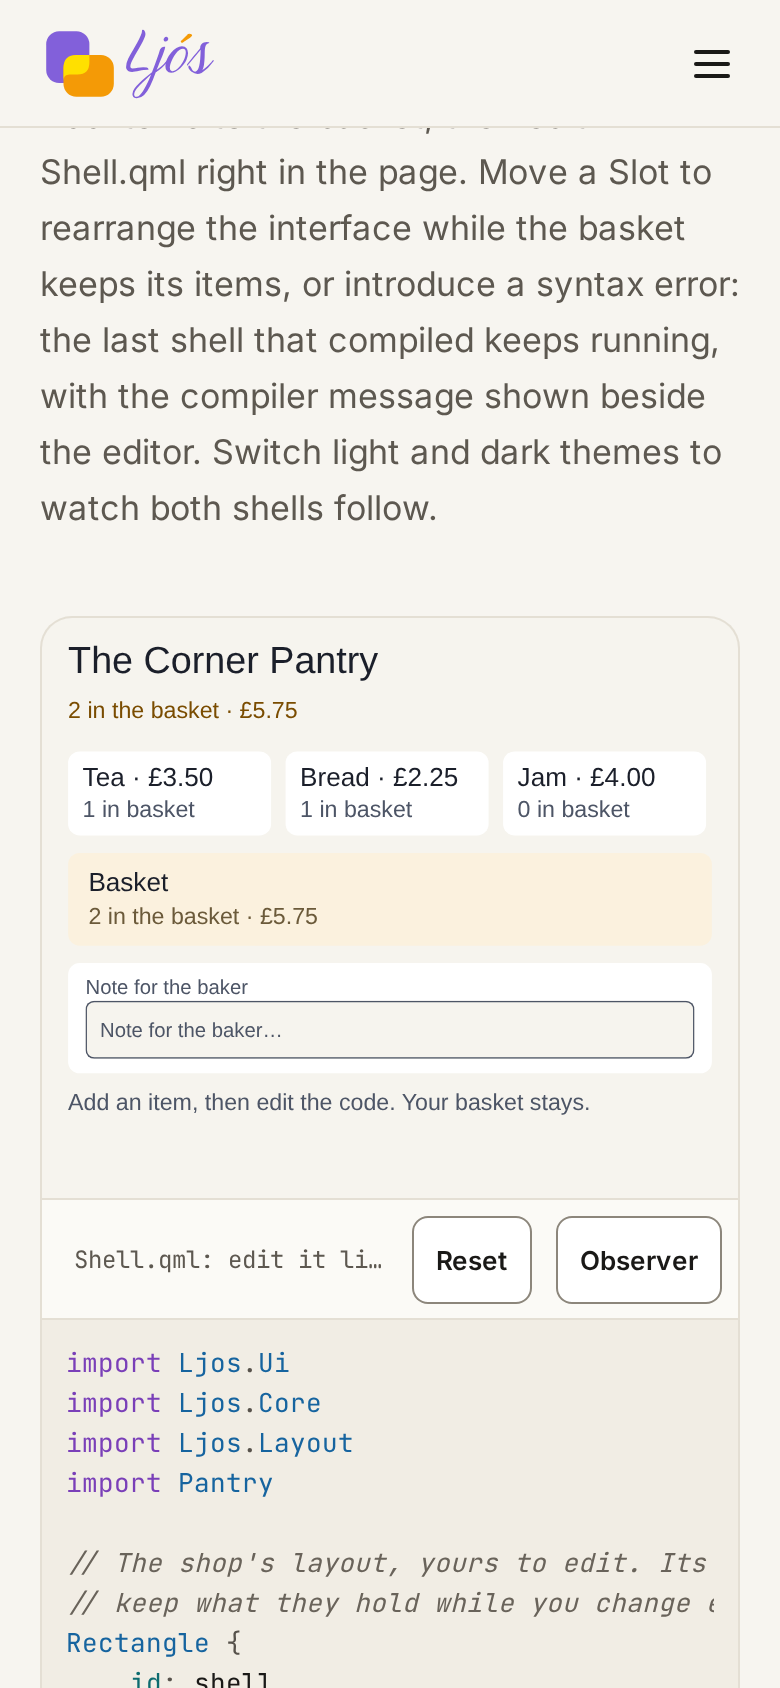 Ljós
Shell.qml right in the page. Move a Slot to
rearrange the interface while the basket
keeps its items, or introduce a syntax error:
the last shell that compiled keeps running,
with the compiler message shown beside
the editor. Switch light and dark themes to
watch both shells follow.
The Corner Pantry
2 in the basket · £5.75
Tea · £3.50
1 in basket
Bread · £2.25
1 in basket
Jam · £4.00
0 in basket
Basket
2 in the basket · £5.75
Note for the baker
Note for the baker…
Add an item, then edit the code. Your basket stays.
Shell.qml: edit it li…
Reset
Observer
import Ljos.Ui
import Ljos.Core
import Ljos.Layout
import Pantry
// The shop's layout, yours to edit. Its
// keep what they hold while you change
Rectangle {
id: shell